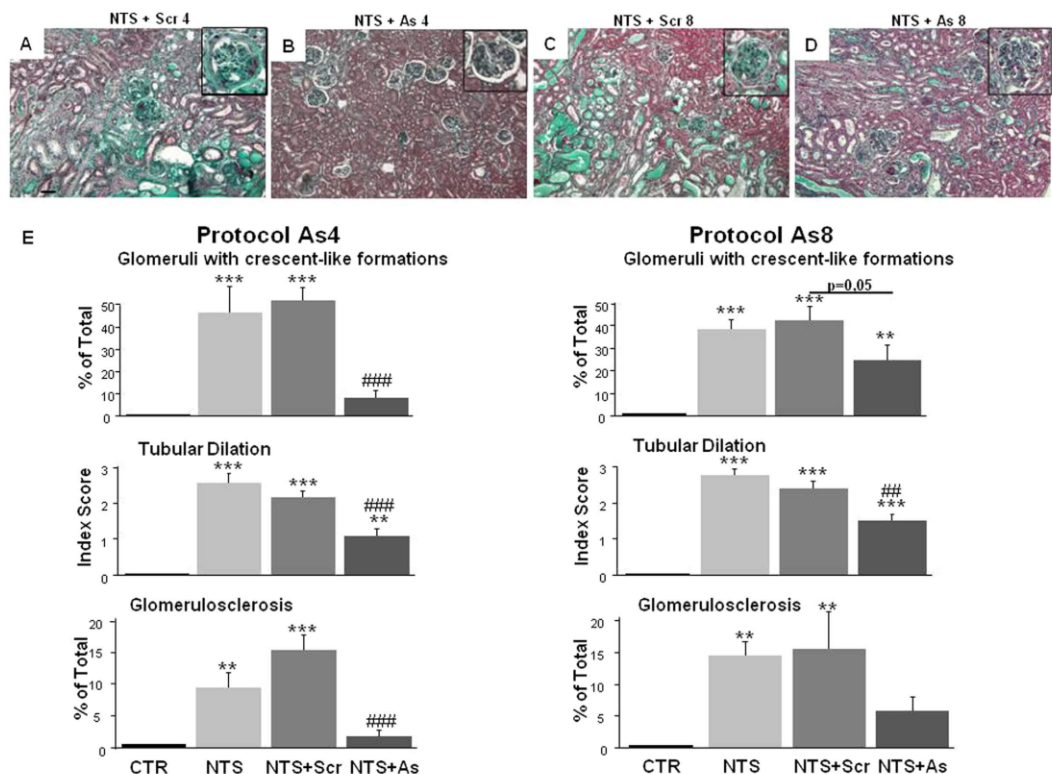 NTS + Scr 4 NTS + As 4 NTS + Scr 8 NTS + As 8
A B C D
E
Protocol As4
Glomeruli with crescent-like formations
% of Total
50
40
30
20
10
0
*** *** ###
Tubular Dilation
Index Score
3
2
1
0
*** *** ###
**
Glomerulosclerosis
% of Total
20
15
10
5
0
** *** ###
CTR NTS NTS+Scr NTS+As
Protocol As8
Glomeruli with crescent-like formations
p=0,05
% of Total
50
40
30
20
10
0
*** *** **
Tubular Dilation
Index Score
3
2
1
0
*** *** ##
***
Glomerulosclerosis
% of Total
20
15
10
5
0
** **
CTR NTS NTS+Scr NTS+As